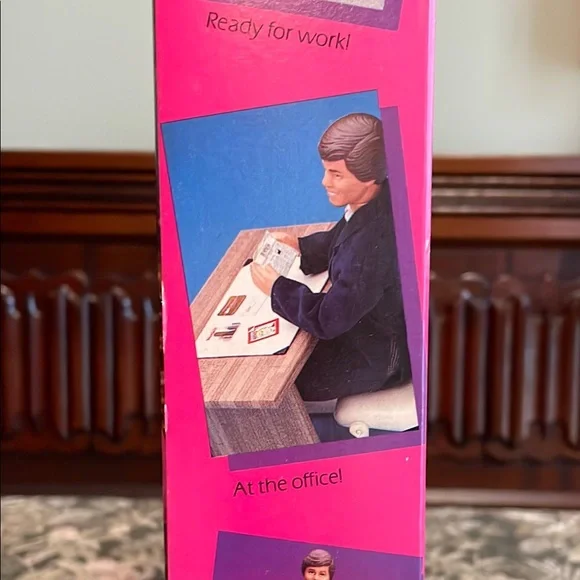 Ready for work!
At the office!